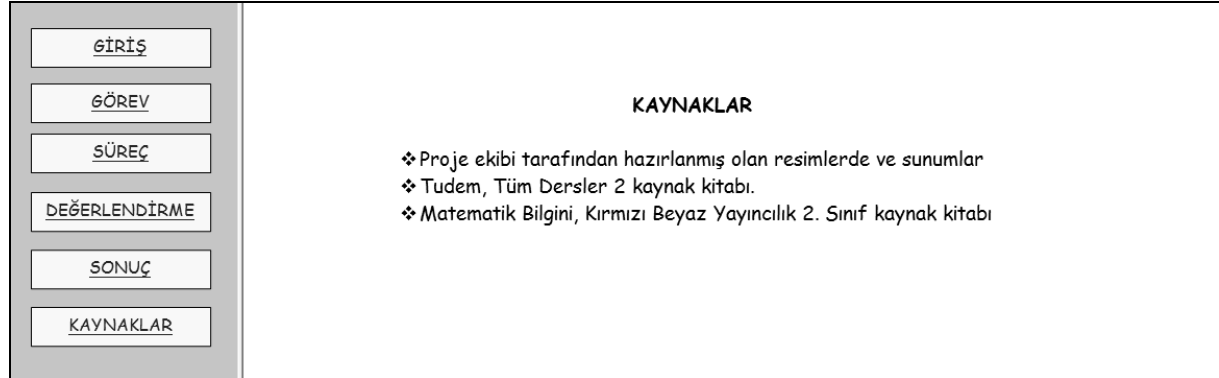 GİRİŞ
GÖREV
SÜREÇ
DEĞERLENDİRME
SONUÇ
KAYNAKLAR
KAYNAKLAR
❖ Proje ekibi tarafından hazırlanmış olan resimlerde ve sunumlar
❖ Tudem, Tüm Dersler 2 kaynak kitabı.
❖ Matematik Bilgini, Kırmızı Beyaz Yayıncılık 2. Sınıf kaynak kitabı